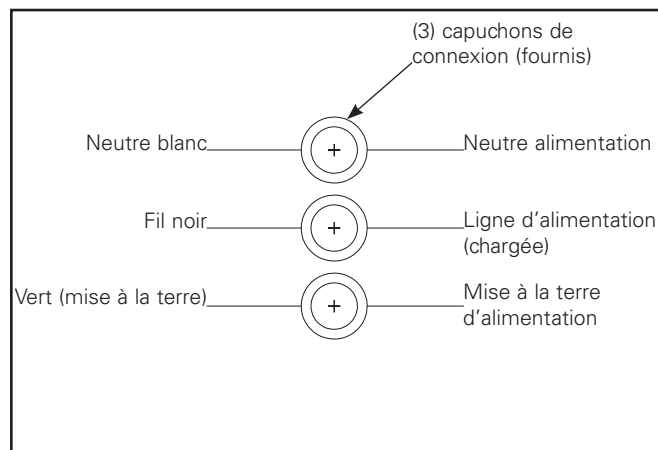 (3) capuchons de
connexion (fournis)
Neutre blanc
Neutre alimentation
Fil noir
Ligne d'alimentation
(chargée)
Vert (mise à la terre)
Mise à la terre
d'alimentation